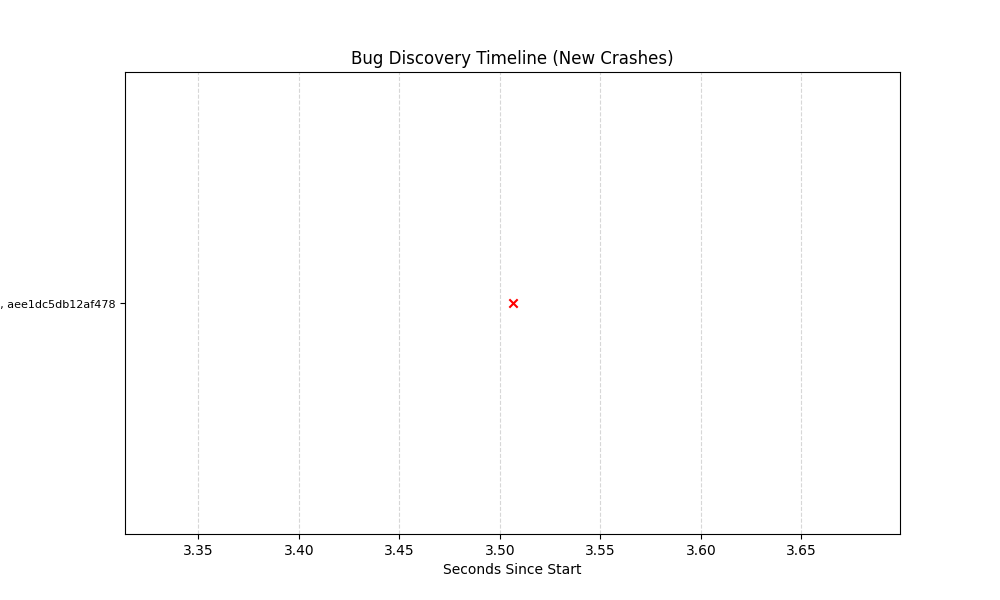 Bug Discovery Timeline (New Crashes)
, aee1dc5db12af478
3.35 3.40 3.45 3.50 3.55 3.60 3.65
Seconds Since Start